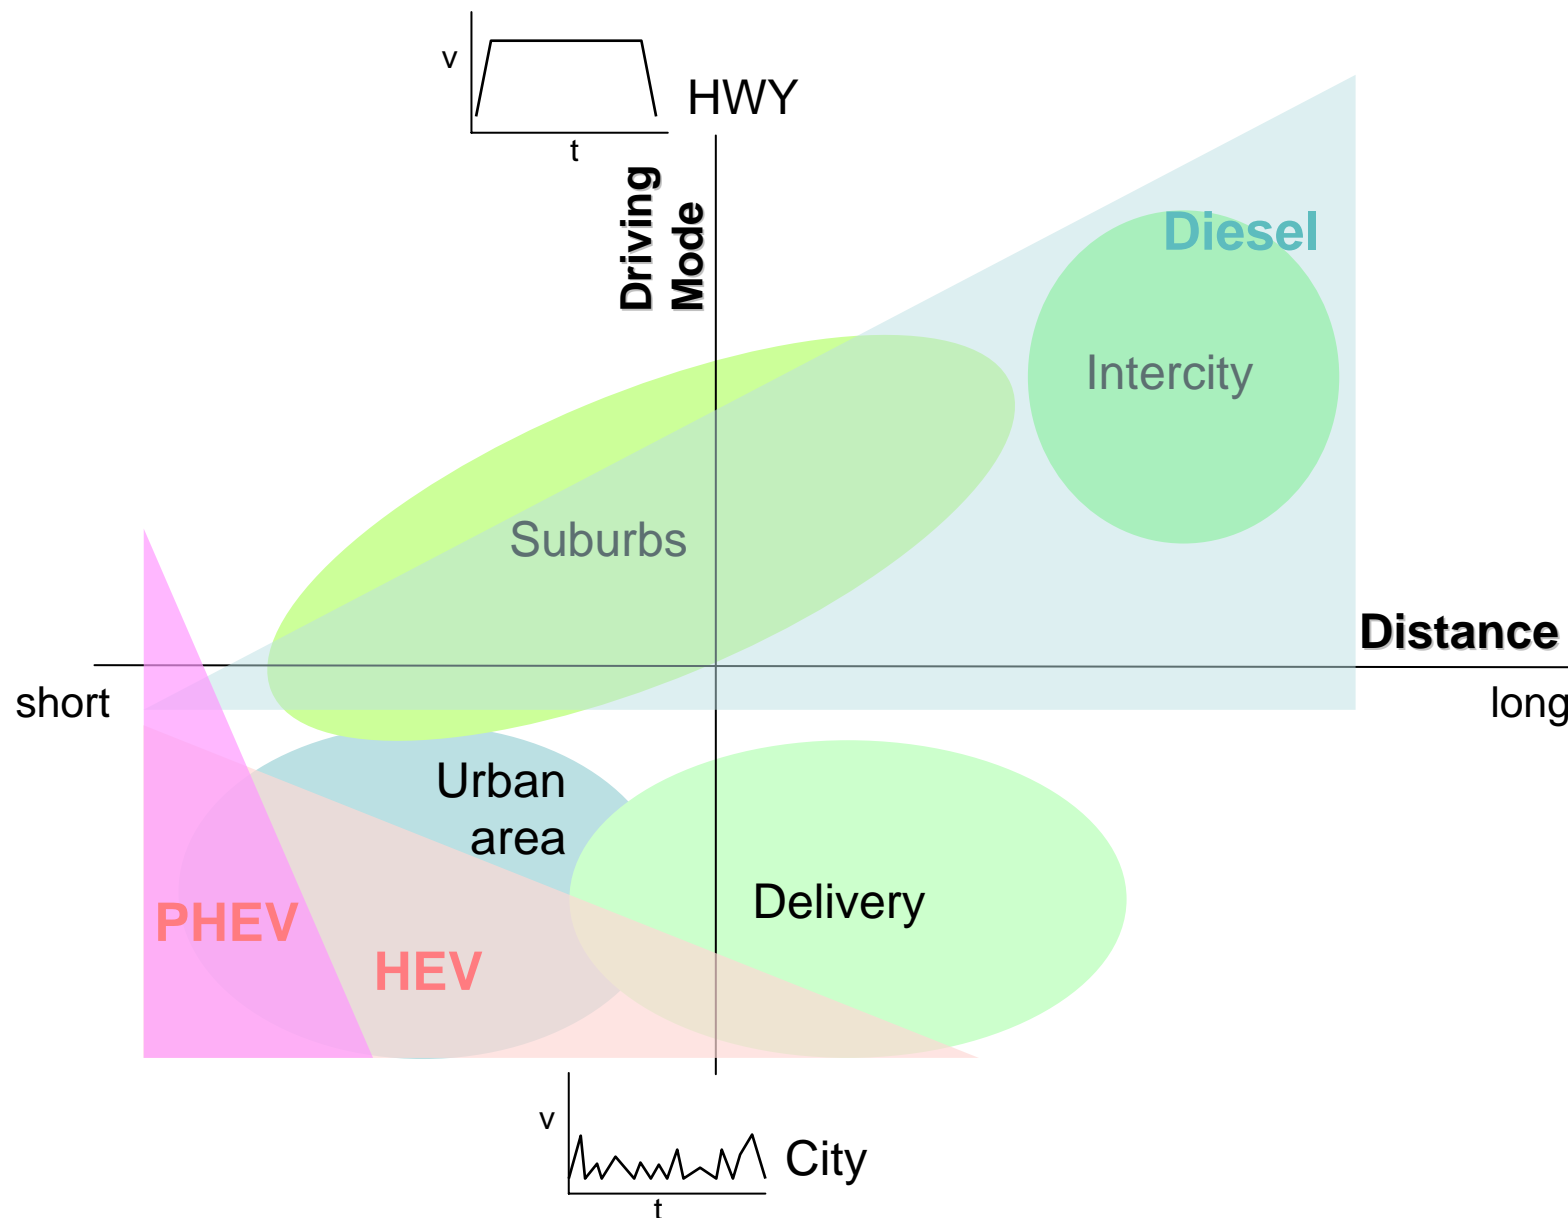 v
t
HWY
Driving
Mode
Diesel
Intercity
Suburbs
Distance
short
long
Urban
area
Delivery
PHEV
HEV
v
t
City